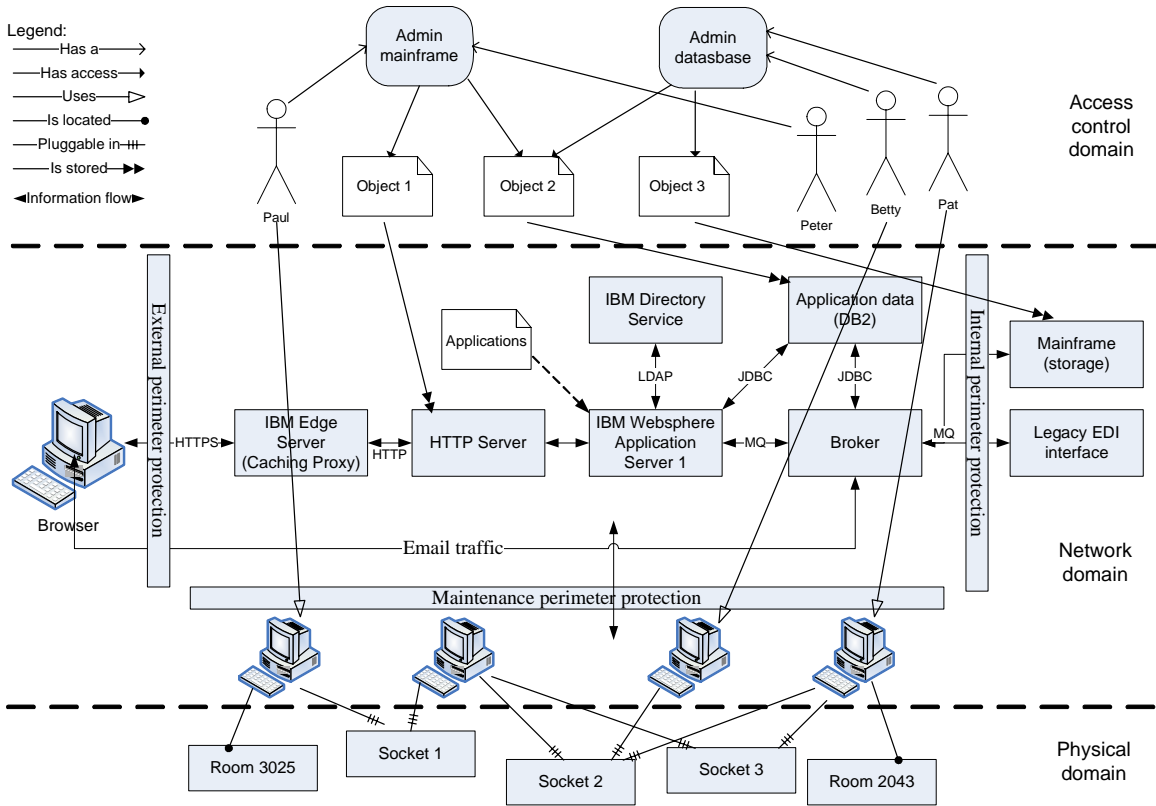 Legend:
Has a
Has access
Uses
Is located
Pluggable in
Is stored
Information flow
Admin
mainframe
Admin
datasbase
Access
control
domain
Object 1
Object 2
Object 3
Paul
Peter
Betty
Pat
External perimeter protection
Internal perimeter protection
IBM Directory
Service
Application data
(DB2)
Mainframe
(storage)
Applications
LDAP
JDBC
JDBC
HTTPS
IBM Edge
Server
(Caching Proxy)
HTTP
HTTP Server
IBM Websphere
Application
Server 1
MQ
Broker
MQ
Legacy EDI
interface
Browser
Email traffic
Network
domain
Maintenance perimeter protection
Room 3025
Socket 1
Socket 2
Socket 3
Room 2043
Physical
domain